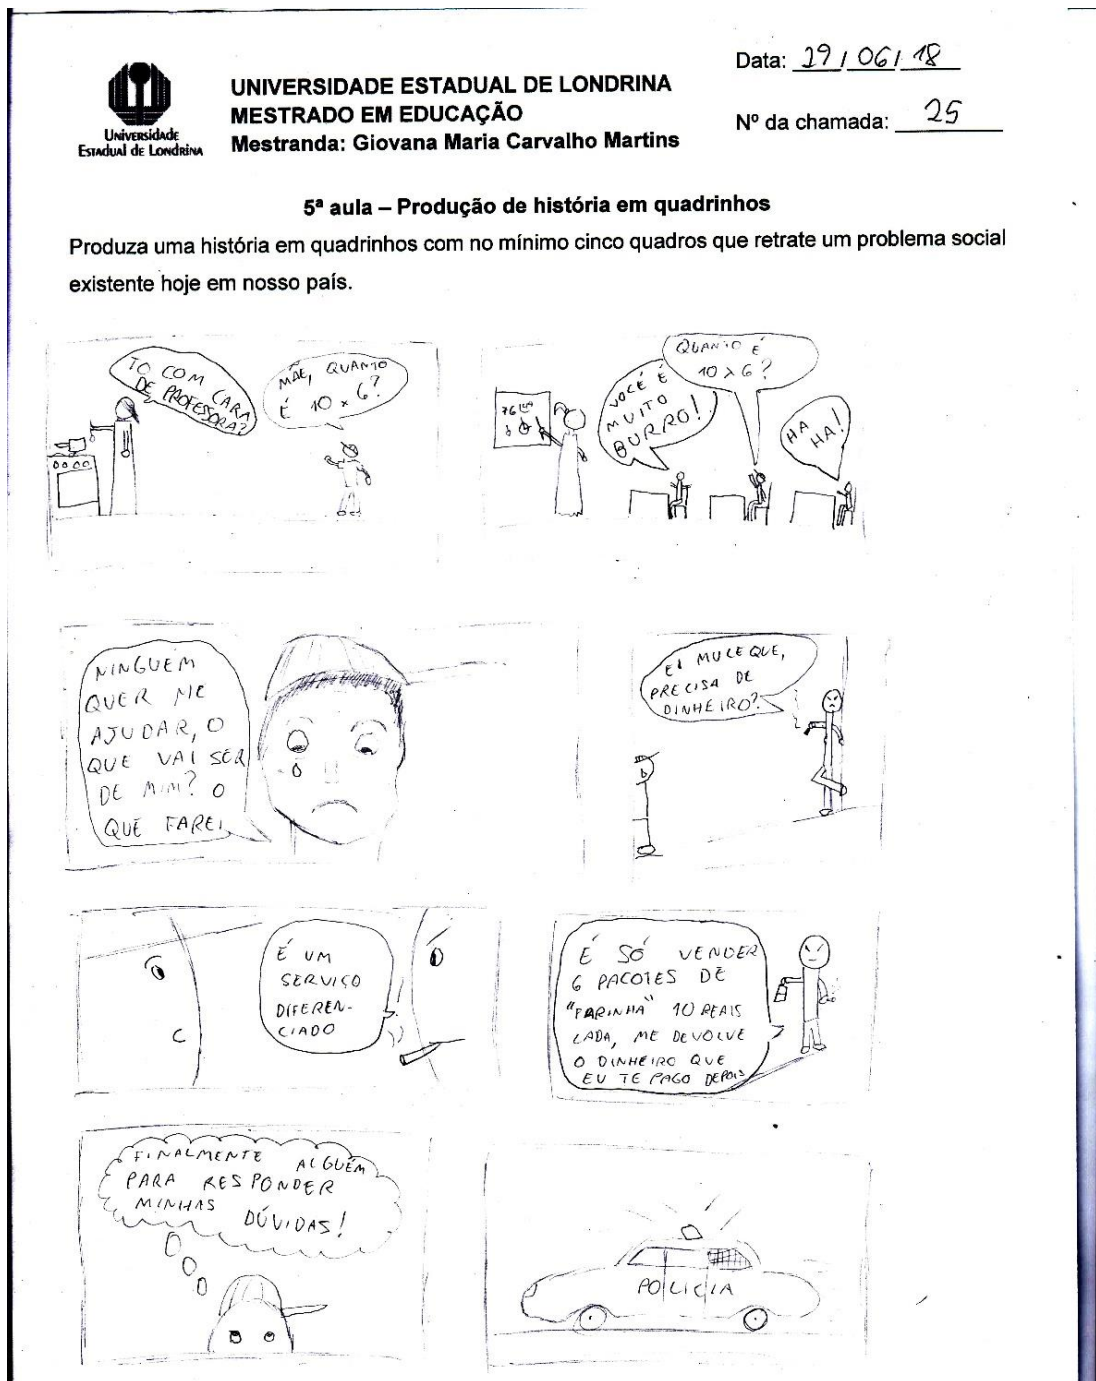 Universidade
Estadual de Londrina
UNIVERSIDADE ESTADUAL DE LONDRINA
MESTRADO EM EDUCAÇÃO
Mestranda: Giovana Maria Carvalho Martins
Data: 29/06/18
Nº da chamada: 25
5ª aula – Produção de história em quadrinhos
Produza uma história em quadrinhos com no mínimo cinco quadros que retrate um problema social
existente hoje em nosso país.
TO COM CARA
DE PROFESSORA?
MÃE, QUANTO
É 10 x 6?
VOCÊ É
MUITO
BURRO!
QUANTO É
10 x 6?
HA
HA!
NINGUEM
QUER ME
AJUDAR, O
QUE VAI SER
DE MIM? O
QUE FAREI
EI MULEQUE,
PRECISA DE
DINHEIRO?
É UM
SERVIÇO
DIFEREN-
CIADO
É SÓ VENDER
6 PACOTES DE
"FARINHA" 10 REAIS
CADA, ME DEVOLVE
O DINHEIRO QUE
EU TE PAGO DEPOIS
FINALMENTE ALGUÉM
PARA RESPONDER
MINHAS
DÚVIDAS!
POLICIA